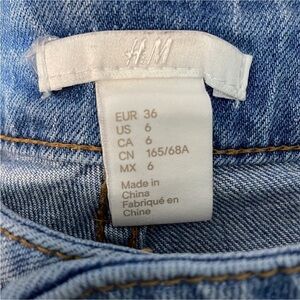 H&M
EUR 36
US 6
CA 6
CN 165/68A
MX 6
Made in
China
Fabriqué en
Chine